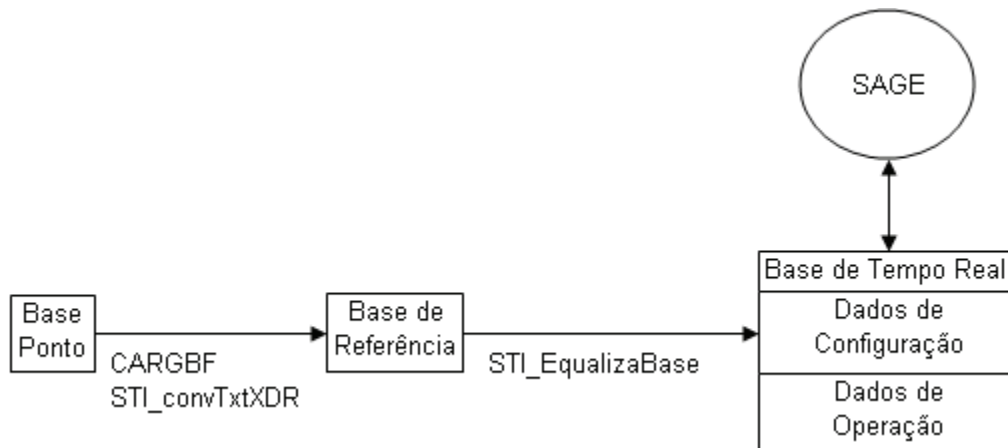 SAGE
Base de Tempo Real
Base
Ponto
CARGBF
STI_convTxtXDR
Base de
Referência
STI_EqualizaBase
Dados de
Configuração
Dados de
Operação